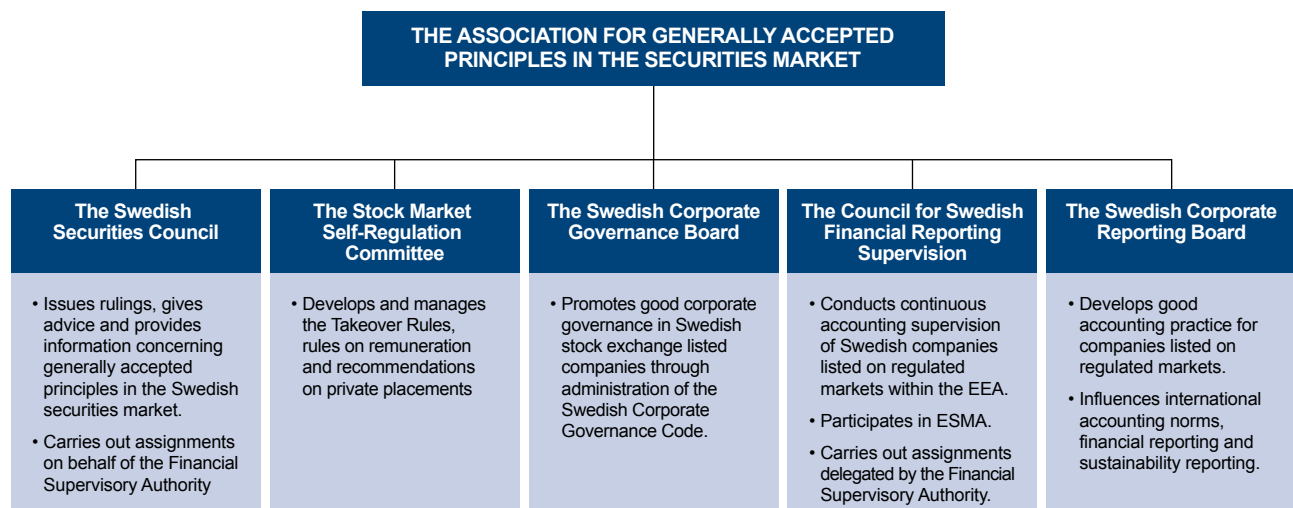 THE ASSOCIATION FOR GENERALLY ACCEPTED
PRINCIPLES IN THE SECURITIES MARKET
The Swedish
Securities Council
• Issues rulings, gives
advice and provides
information concerning
generally accepted
principles in the Swedish
securities market.
• Carries out assignments
on behalf of the Financial
Supervisory Authority
The Stock Market
Self-Regulation
Committee
• Develops and manages
the Takeover Rules,
rules on remuneration
and recommendations
on private placements
The Swedish Corporate
Governance Board
• Promotes good corporate
governance in Swedish
stock exchange listed
companies through
administration of the
Swedish Corporate
Governance Code.
The Council for Swedish
Financial Reporting
Supervision
• Conducts continuous
accounting supervision
of Swedish companies
listed on regulated
markets within the EEA.
• Participates in ESMA.
• Carries out assignments
delegated by the Financial
Supervisory Authority.
The Swedish Corporate
Reporting Board
• Develops good
accounting practice for
companies listed on
regulated markets.
• Influences international
accounting norms,
financial reporting and
sustainability reporting.